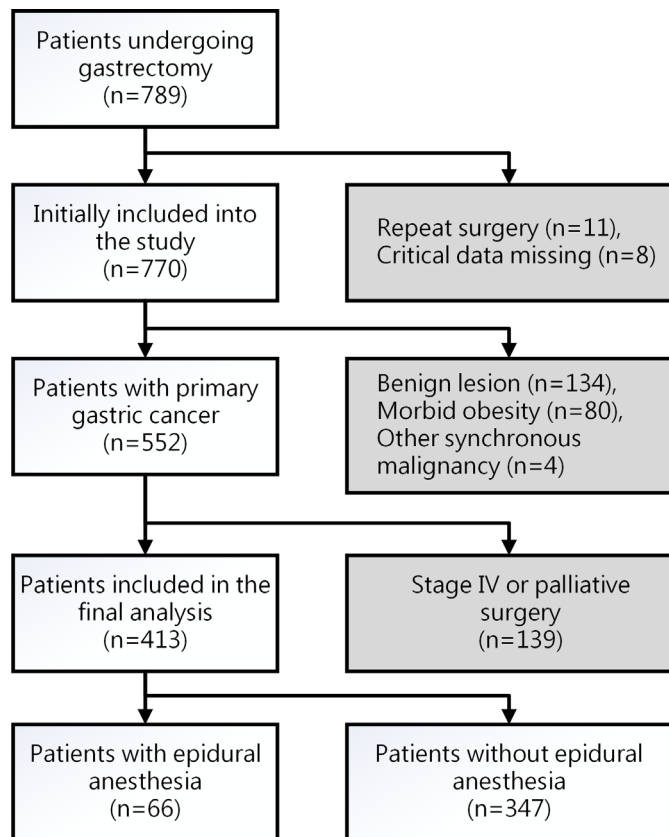 Patients undergoing
gastrectomy
(n=789)
Initially included into
the study
(n=770)
Repeat surgery (n=11),
Critical data missing (n=8)
Patients with primary
gastric cancer
(n=552)
Benign lesion (n=134),
Morbid obesity (n=80),
Other synchronous
malignancy (n=4)
Patients included in the
final analysis
(n=413)
Stage IV or palliative
surgery
(n=139)
Patients with epidural
anesthesia
(n=66)
Patients without epidural
anesthesia
(n=347)